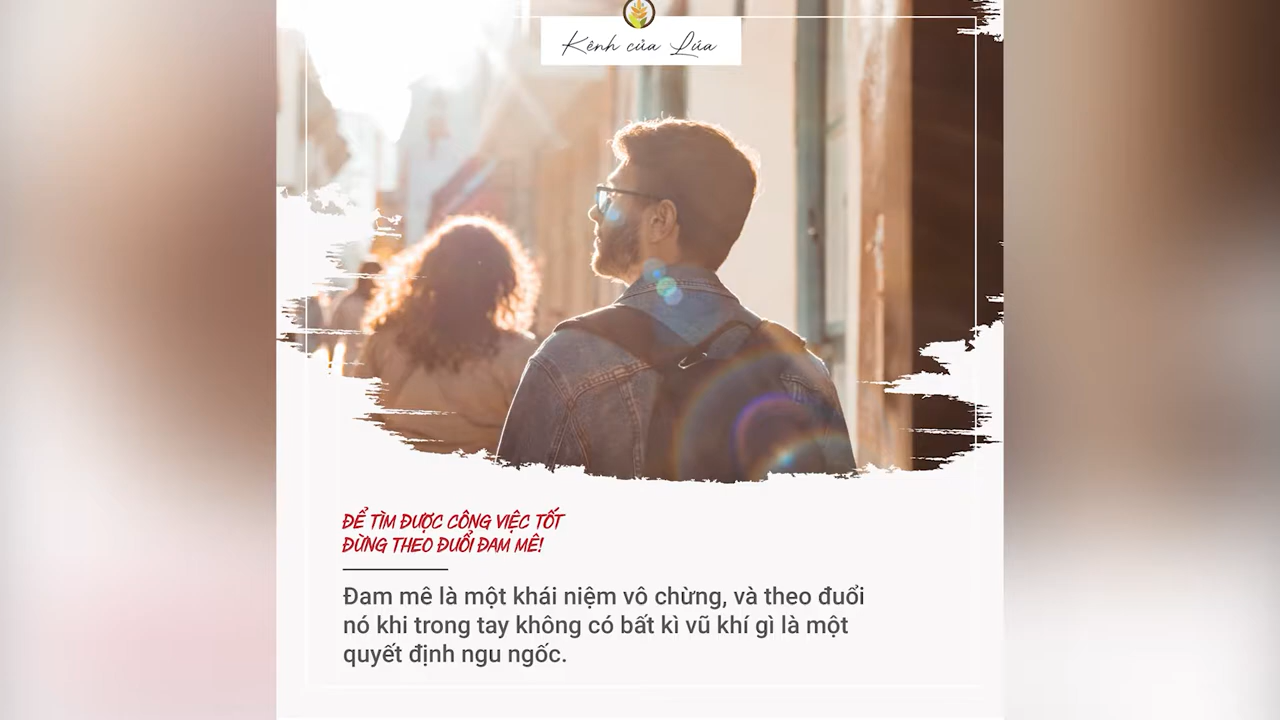 Kênh của Lúa
ĐỂ TÌM ĐƯỢC CÔNG VIỆC TỐT
ĐỪNG THEO ĐUỔI ĐAM MÊ!
Đam mê là một khái niệm vô chừng, và theo đuổi
nó khi trong tay không có bất kì vũ khí gì là một
quyết định ngu ngốc.